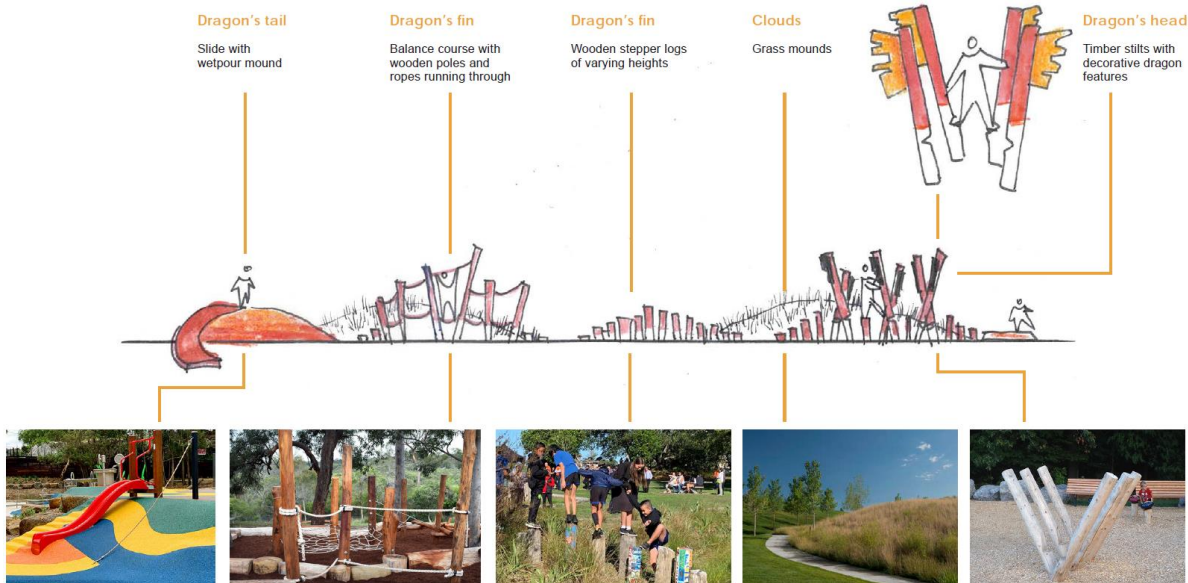 Dragon's tail
Slide with
wetpour mound
Dragon's fin
Balance course with
wooden poles and
ropes running through
Dragon's fin
Wooden stepper logs
of varying heights
Clouds
Grass mounds
Dragon's head
Timber stilts with
decorative dragon
features